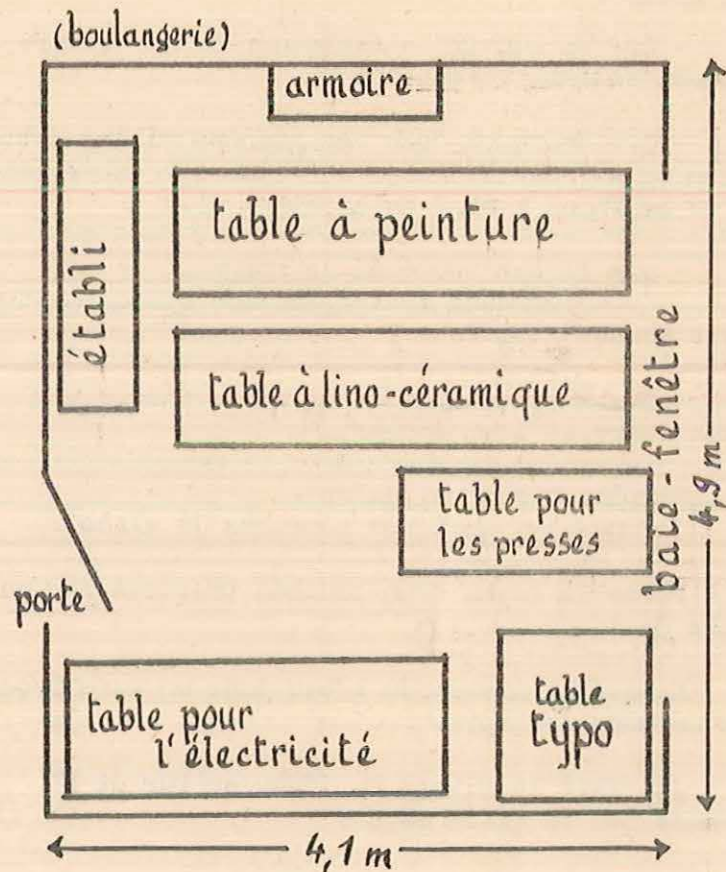 (boulangerie)
armoire
table à peinture
établi
table à lino-céramique
baie-fenêtre
4,9 m
table pour
les presses
porte
table pour
l'électricité
table
typo
4,1 m